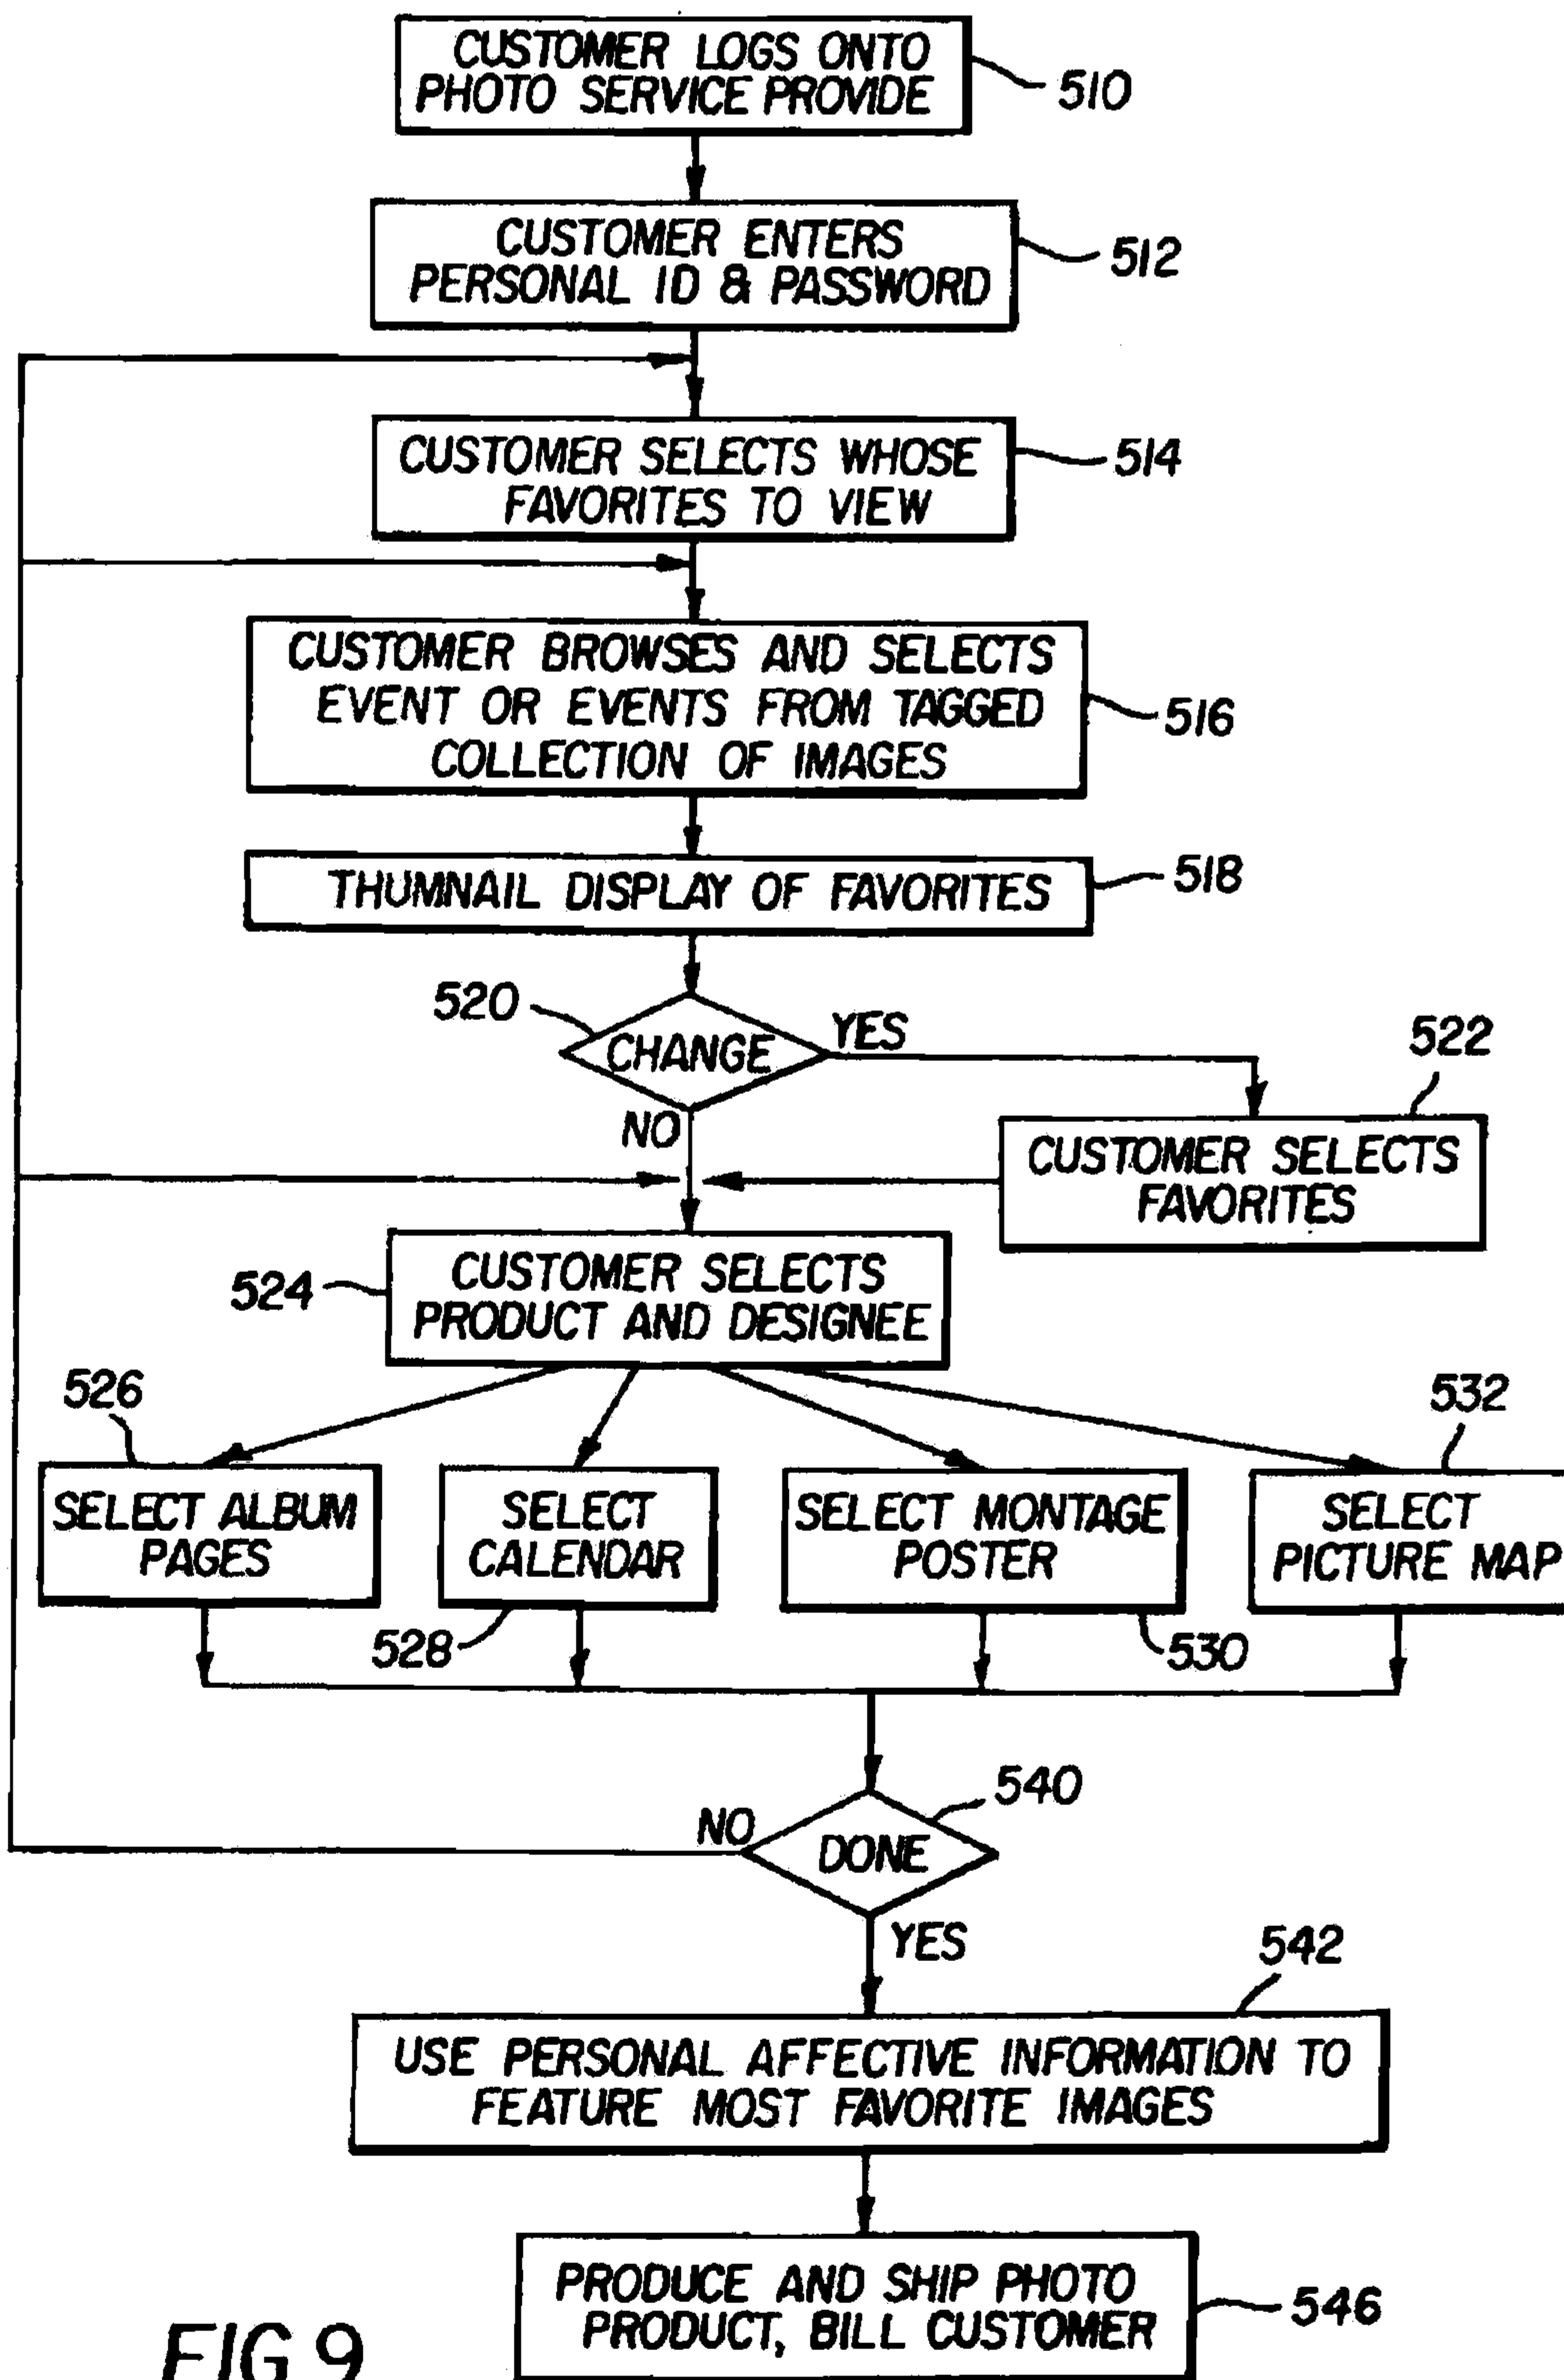 CUSTOMER LOGS ONTO
PHOTO SERVICE PROVIDE
510
CUSTOMER ENTERS
PERSONAL ID & PASSWORD
512
CUSTOMER SELECTS WHOSE
FAVORITES TO VIEW
514
CUSTOMER BROWSES AND SELECTS
EVENT OR EVENTS FROM TAGGED
COLLECTION OF IMAGES
516
THUMNAIL DISPLAY OF FAVORITES
518
520
CHANGE
YES
NO
522
CUSTOMER SELECTS
FAVORITES
524
CUSTOMER SELECTS
PRODUCT AND DESIGNEE
526
SELECT ALBUM
PAGES
SELECT
CALENDAR
528
SELECT MONTAGE
POSTER
530
532
SELECT
PICTURE MAP
540
DONE
NO
YES
542
USE PERSONAL AFFECTIVE INFORMATION TO
FEATURE MOST FAVORITE IMAGES
PRODUCE AND SHIP PHOTO
PRODUCT, BILL CUSTOMER
546
FIG.9